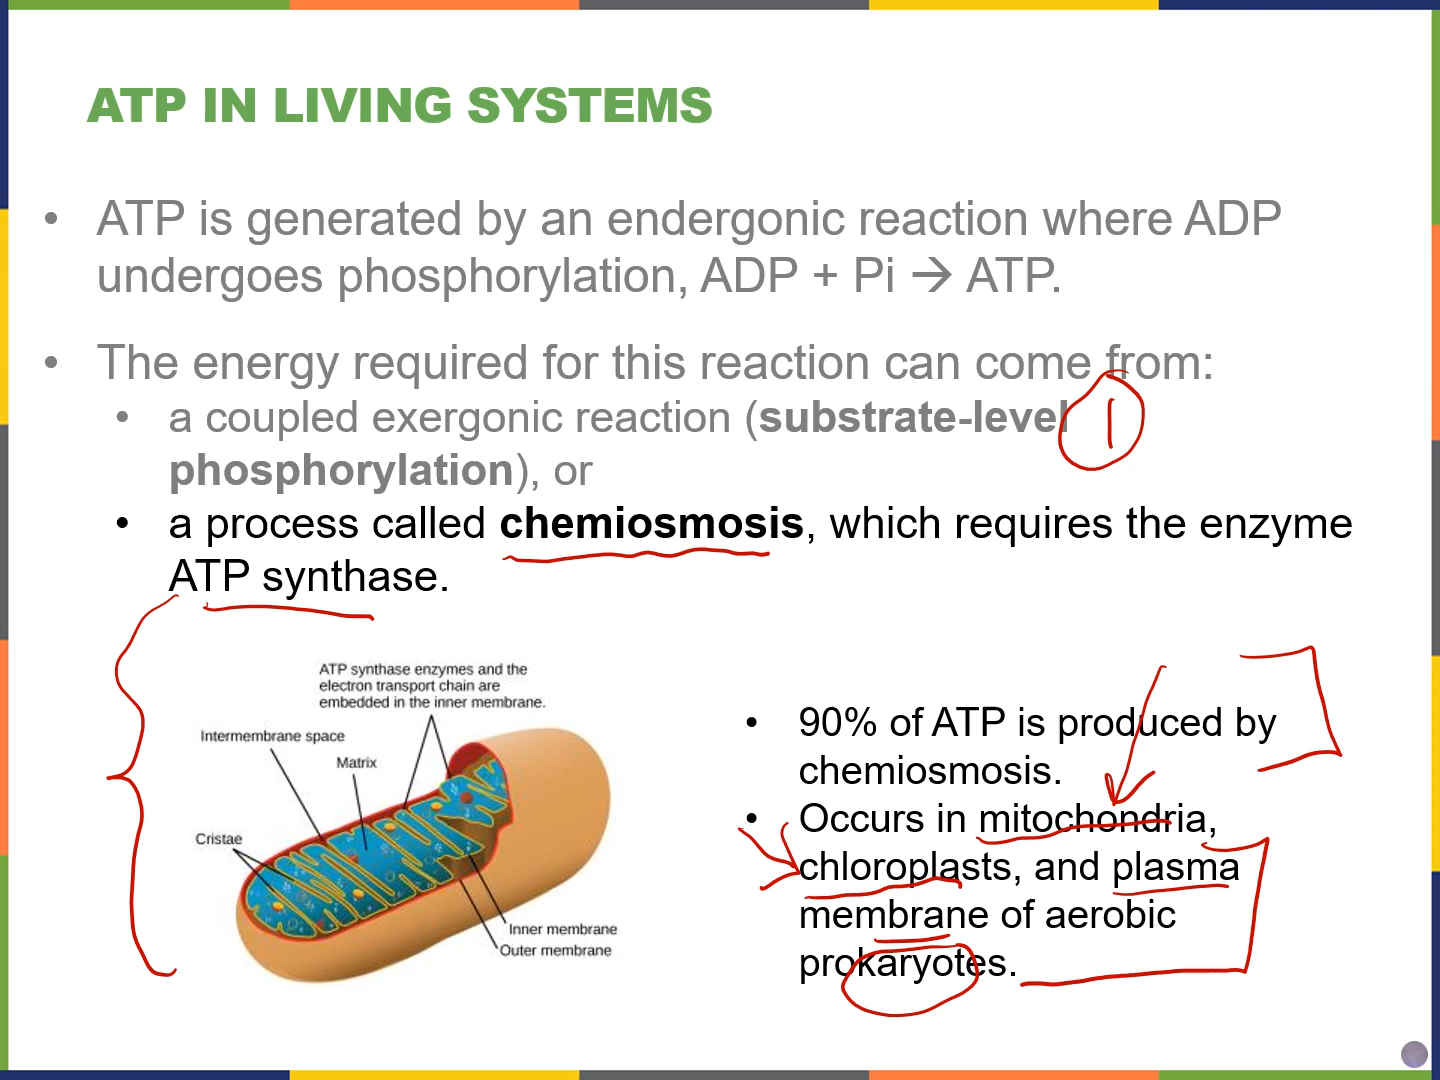 ATP IN LIVING SYSTEMS
• ATP is generated by an endergonic reaction where ADP
undergoes phosphorylation, ADP + Pi → ATP.
• The energy required for this reaction can come from:
• a coupled exergonic reaction (substrate-level
phosphorylation), or
1
• a process called chemiosmosis, which requires the enzyme
ATP synthase.
ATP synthase enzymes and the
electron transport chain are
embedded in the inner membrane.
Intermembrane space
Matrix
Cristae
Inner membrane
Outer membrane
• 90% of ATP is produced by
chemiosmosis.
• Occurs in mitochondria,
chloroplasts, and plasma
membrane of aerobic
prokaryotes.